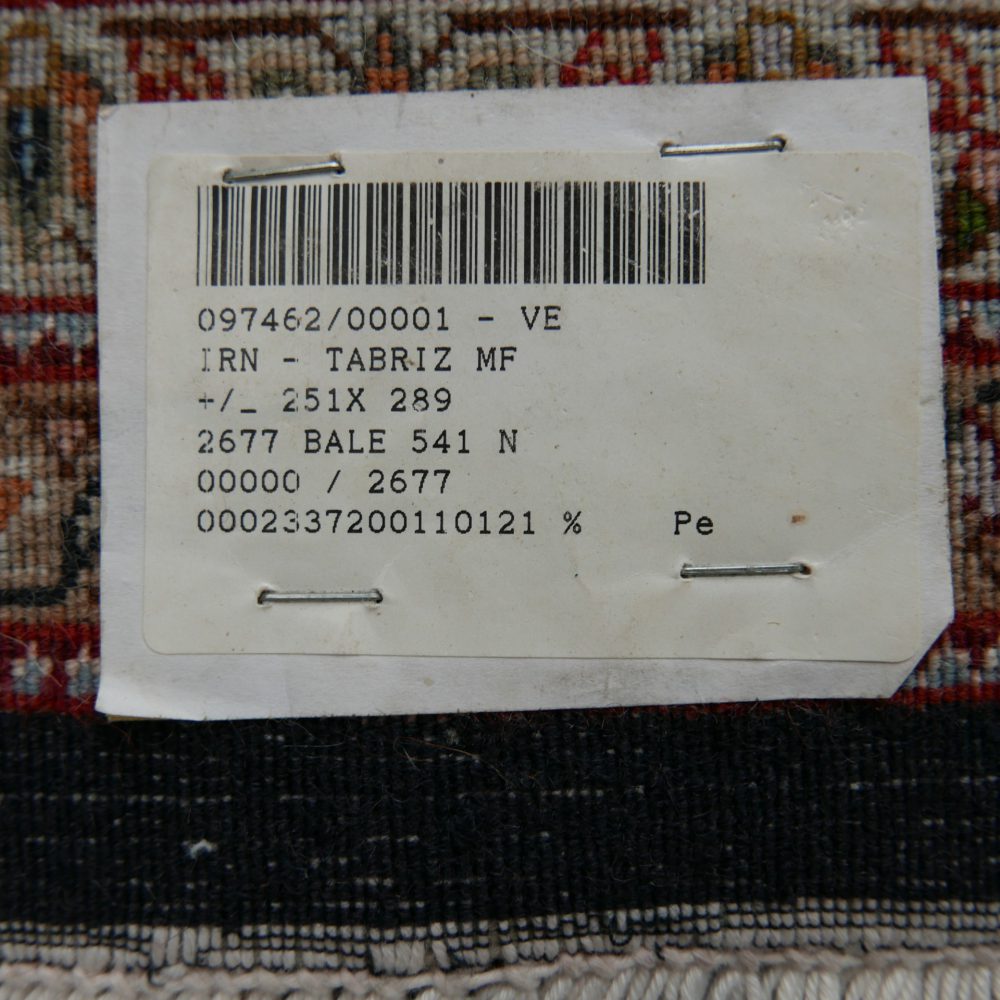 097462/00001 - VE
IRN - TABRIZ MF
+/_ 251X 289
2677 BALE 541 N
00000 / 2677
0002337200110121 % Pe